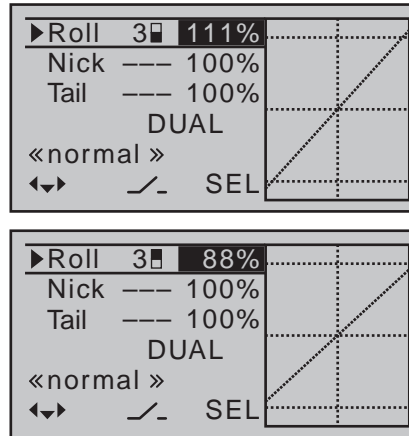 Roll 3 111%
Nick ––– 100%
Tail ––– 100%
DUAL
«normal »
SEL
Roll 3 88%
Nick ––– 100%
Tail ––– 100%
DUAL
«normal »
SEL